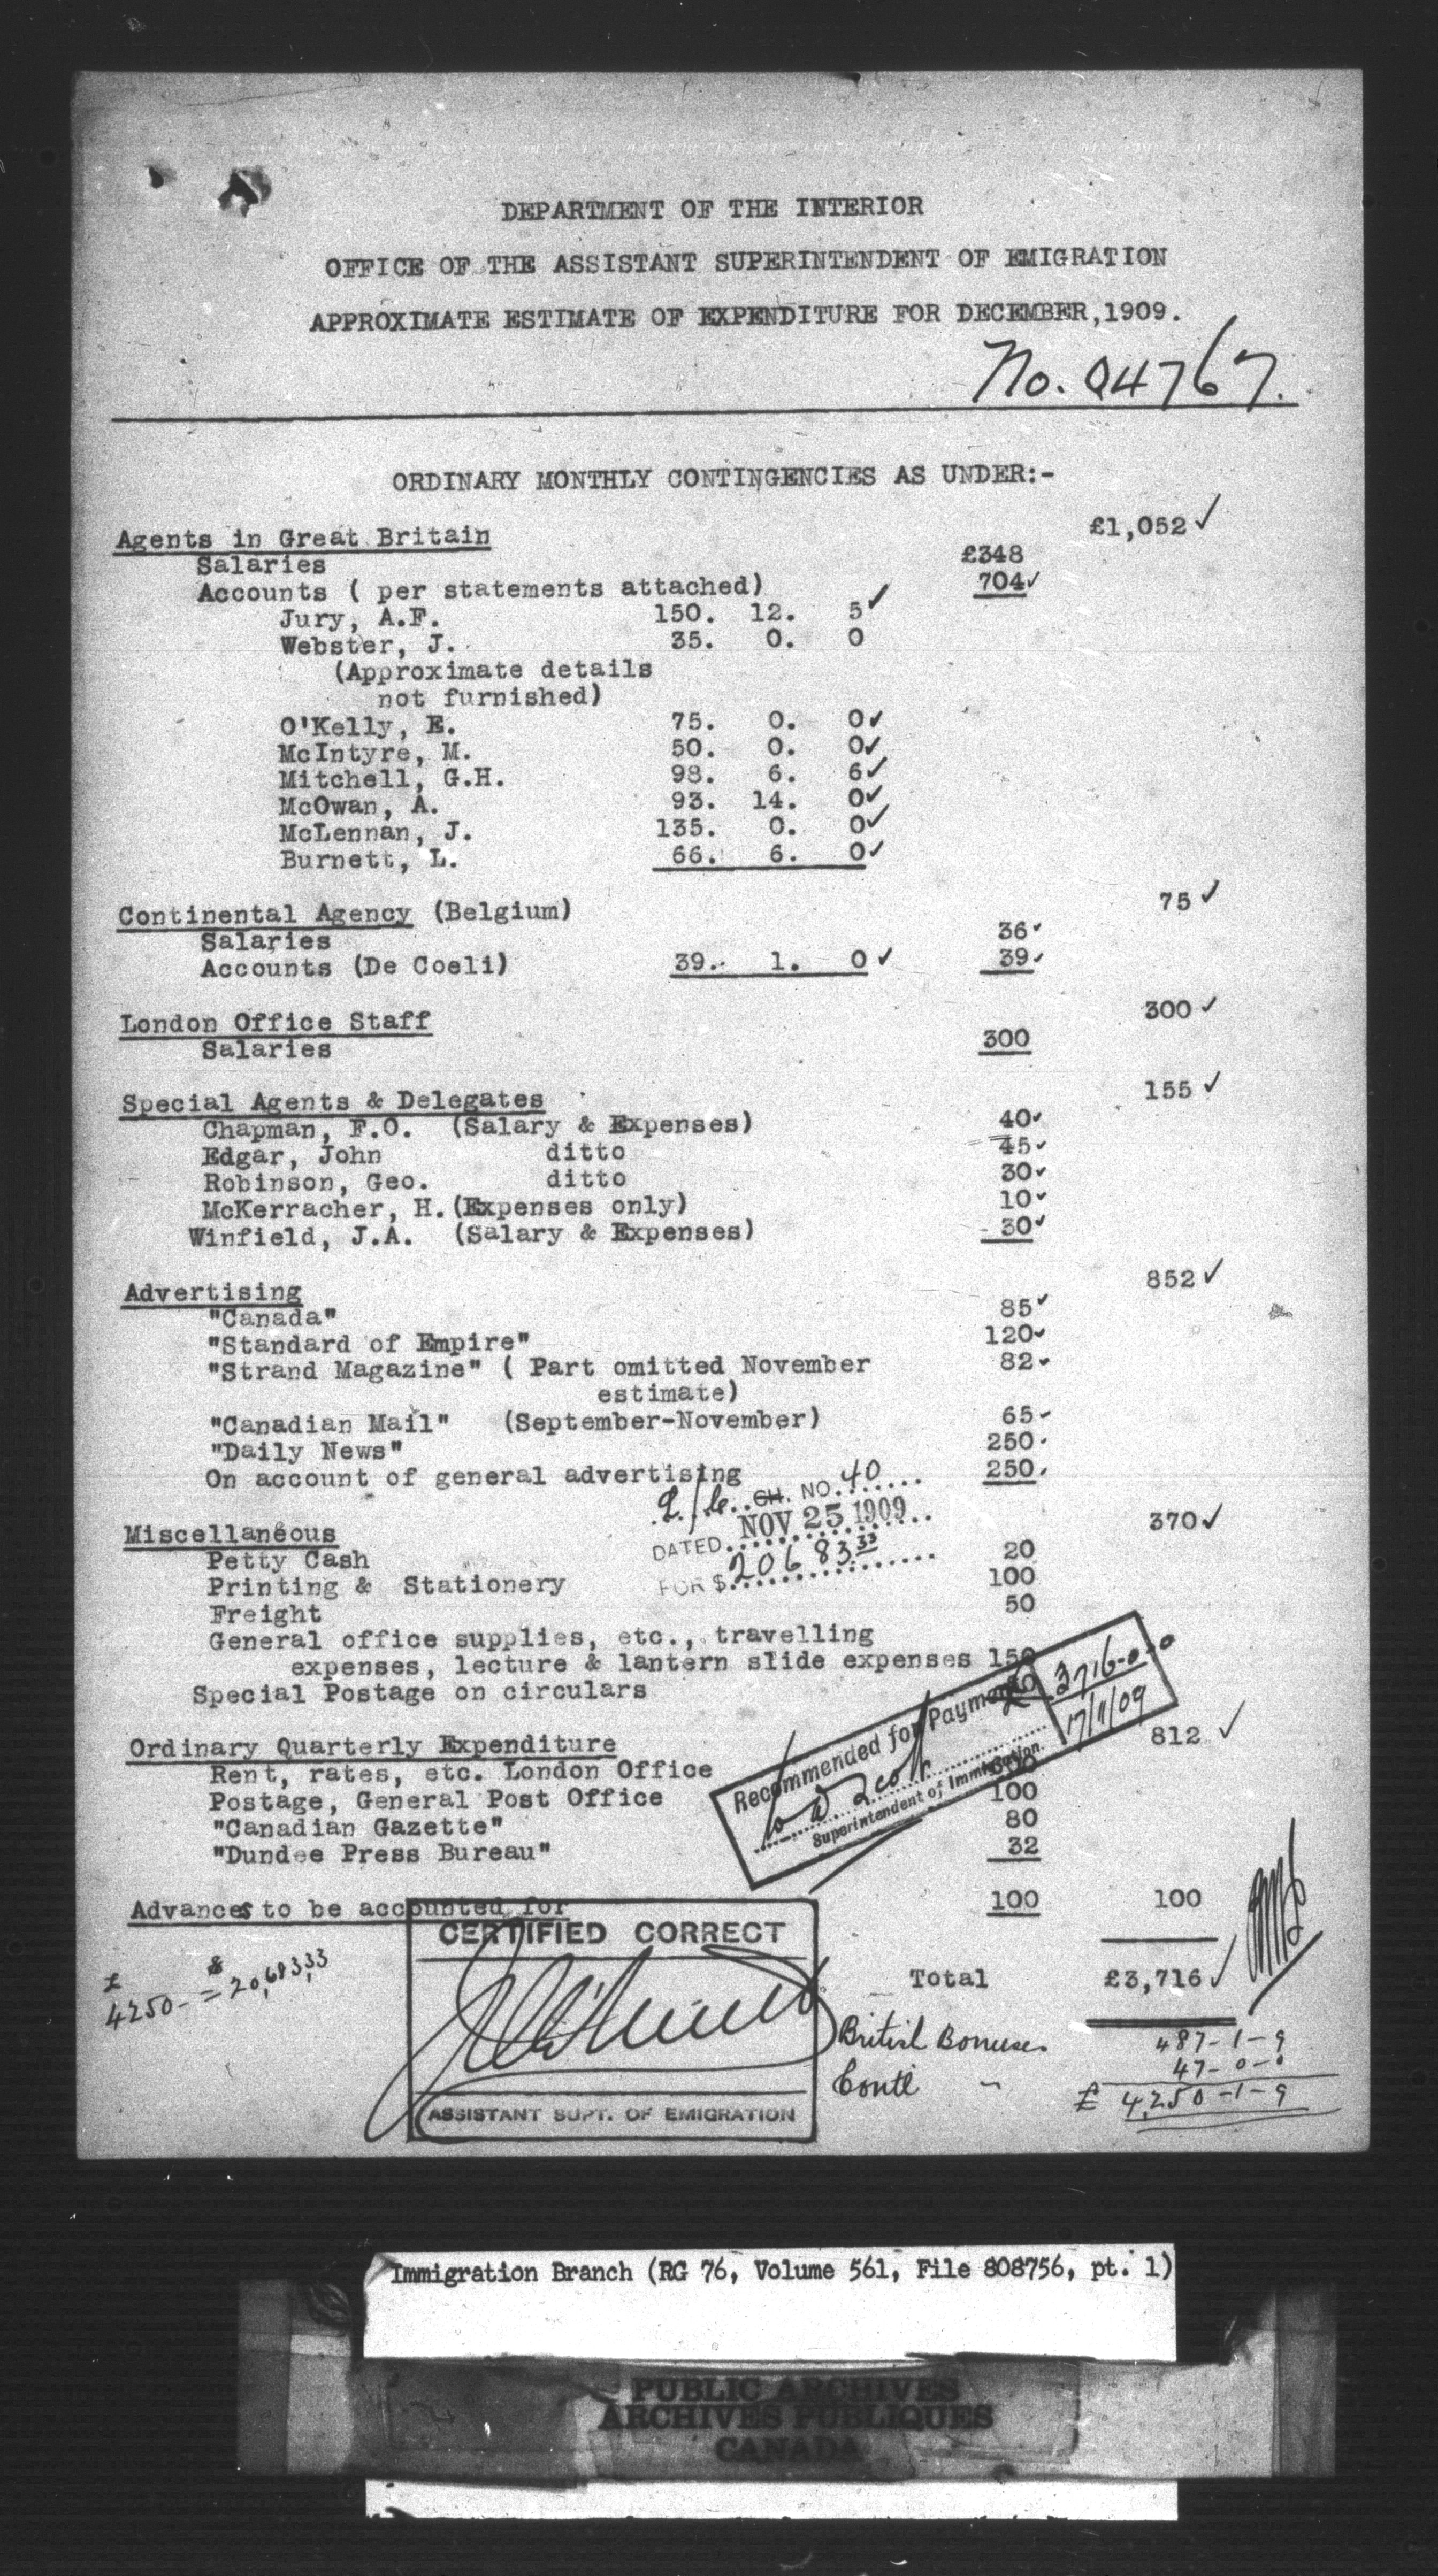 DEPARTMENT OF THE INTERIOR
OFFICE OF THE ASSISTANT SUPERINTENDENT OF EMIGRATION
APPROXIMATE ESTIMATE OF EXPENDITURE FOR DECEMBER,1909.
No. 94767.
ORDINARY MONTHLY CONTINGENCIES AS UNDER:-
Agents in Great Britain £1,052 ✓
Salaries £348
Accounts ( per statements attached) 704✓
Jury, A.F. 150. 12. 5✓
Webster, J. 35. 0. 0
(Approximate details
not furnished)
O'Kelly, E. 75. 0. 0✓
McIntyre, M. 50. 0. 0✓
Mitchell, G.H. 98. 6. 6✓
McOwan, A. 93. 14. 0✓
McLennan, J. 135. 0. 0✓
Burnett, L. 66. 6. 0✓
Continental Agency (Belgium) 75 ✓
Salaries 36✓
Accounts (De Coeli) 39. 1. 0 ✓ 39✓
London Office Staff 300 ✓
Salaries 300
Special Agents & Delegates 155 ✓
Chapman, F.O. (Salary & Expenses) 40✓
Edgar, John ditto 45✓
Robinson, Geo. ditto 30✓
McKerracher, H. (Expenses only) 10✓
Winfield, J.A. (Salary & Expenses) 30✓
Advertising 852 ✓
"Canada" 85✓
"Standard of Empire" 120✓
"Strand Magazine" ( Part omitted November 82✓
estimate)
"Canadian Mail" (September-November) 65✓
"Daily News" 250
On account of general advertising 250
CH. NO. 40
DATED NOV 25 1909
FOR $ 20683.33
Miscellaneous 370✓
Petty Cash 20
Printing & Stationery 100
Freight 50
General office supplies, etc., travelling
expenses, lecture & lantern slide expenses 150
Special Postage on circulars
Recommended for Payment £ 3716-0-0
17/11/09
W D Scott
Superintendent of Immigration.
Ordinary Quarterly Expenditure 812 ✓
Rent, rates, etc. London Office 600
Postage, General Post Office 100
"Canadian Gazette" 80
"Dundee Press Bureau" 32
Advances to be accounted for 100 100
CERTIFIED CORRECT
ASSISTANT SUPT. OF EMIGRATION
£ 4250- = $20,683,33
Total £3,716✓
British Bonuses 487-1-9
Contl " 47-0-0
£ 4,250-1-9
Immigration Branch (RG 76, Volume 561, File 808756, pt. 1)
PUBLIC ARCHIVES
ARCHIVES PUBLIQUES
CANADA